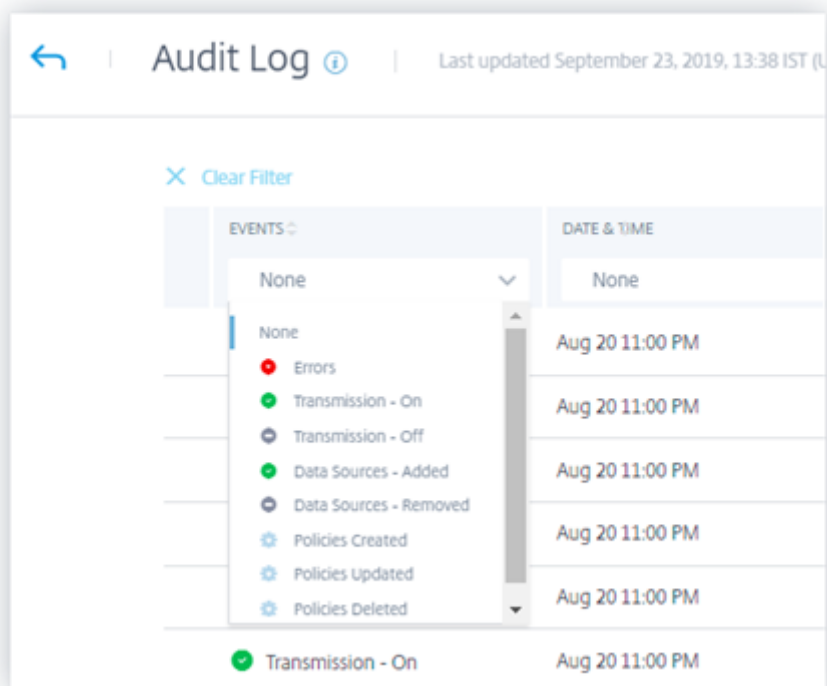 Audit Log
Last updated September 23, 2019, 13:38 IST (U
Clear Filter
EVENTS DATE & TIME
None None
None
Aug 20 11:00 PM
Errors
Transmission - On
Aug 20 11:00 PM
Transmission - Off
Data Sources - Added
Aug 20 11:00 PM
Data Sources - Removed
Policies Created
Aug 20 11:00 PM
Policies Updated
Aug 20 11:00 PM
Policies Deleted
Transmission - On Aug 20 11:00 PM